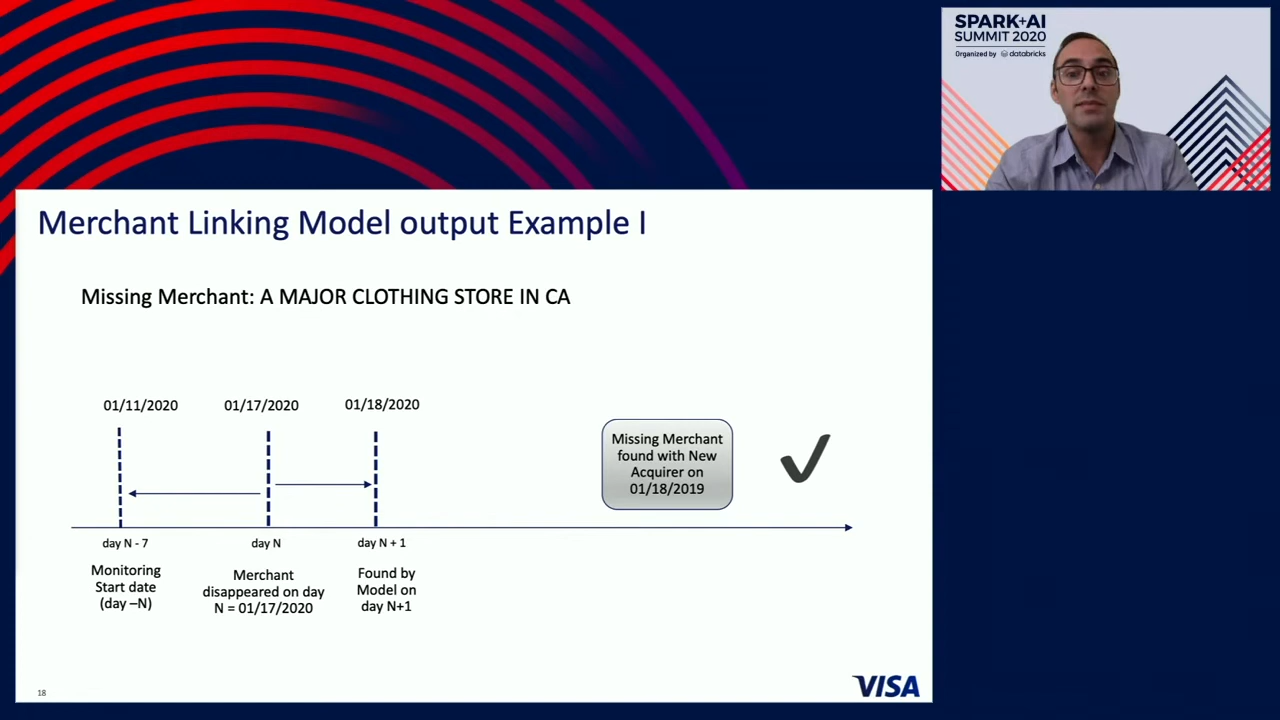 SPARK+AI
SUMMIT 2020
Organized by databricks
Merchant Linking Model output Example I
Missing Merchant: A MAJOR CLOTHING STORE IN CA
01/11/2020
01/17/2020
01/18/2020
Missing Merchant
found with New
Acquirer on
01/18/2019
day N - 7
day N
day N + 1
Monitoring
Start date
(day –N)
Merchant
disappeared on day
N = 01/17/2020
Found by
Model on
day N+1
18
VISA